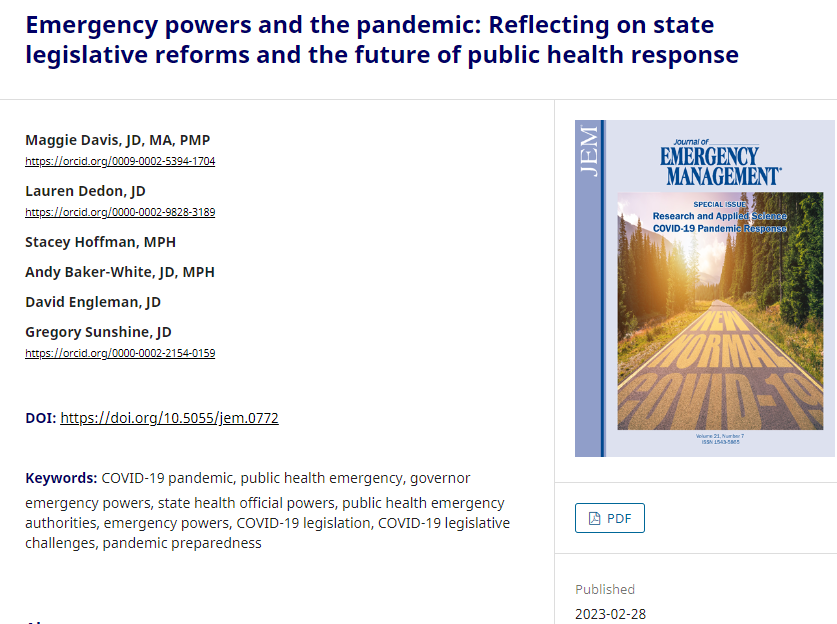 Emergency powers and the pandemic: Reflecting on state
legislative reforms and the future of public health response
Maggie Davis, JD, MA, PMP
https://orcid.org/0009-0002-5394-1704
Lauren Dedon, JD
https://orcid.org/0000-0002-9828-3189
Stacey Hoffman, MPH
Andy Baker-White, JD, MPH
David Engleman, JD
Gregory Sunshine, JD
https://orcid.org/0000-0002-2154-0159
DOI: https://doi.org/10.5055/jem.0772
Keywords: COVID-19 pandemic, public health emergency, governor
emergency powers, state health official powers, public health emergency
authorities, emergency powers, COVID-19 legislation, COVID-19 legislative
challenges, pandemic preparedness
JEM
Journal of
EMERGENCY
MANAGEMENT
SPECIAL ISSUE
Research and Applied Science
COVID-19 Pandemic Response
NEW
NORMAL
COVID-19
Volume 21, Number 7
ISSN 1543-5865
PDF
Published
2023-02-28